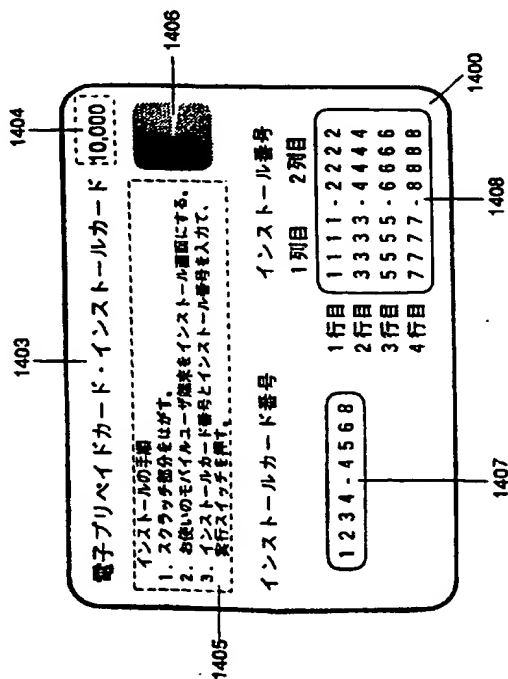 1403
1404
1406
電子プリペイドカード・インストールカード 10,000
インストールの手順
1. スクラッチ部分をはがす。
2. お使いのモバイルユーザ端末をインストール画面にする。
3. インストールカード番号とインストール番号を入力て、
実行スイッチを押す。
1405
インストールカード番号
1234-4568
インストール番号
1列目 2列目
1行目 1111-2222
2行目 3333-4444
3行目 5555-6666
4行目 7777-8888
1407
1408
1400